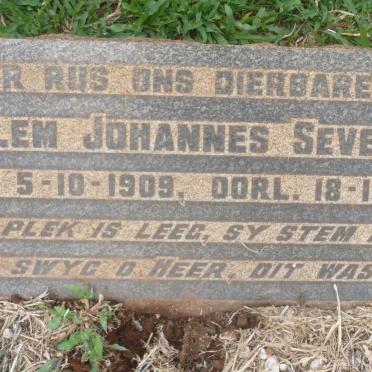 R RUS ONS DIERBARE
LEM JOHANNES SEVE
5-10-1909, OORL. 18-1
PLEK IS LEEG, SY STEM
SWYG O HEER, DIT WAS